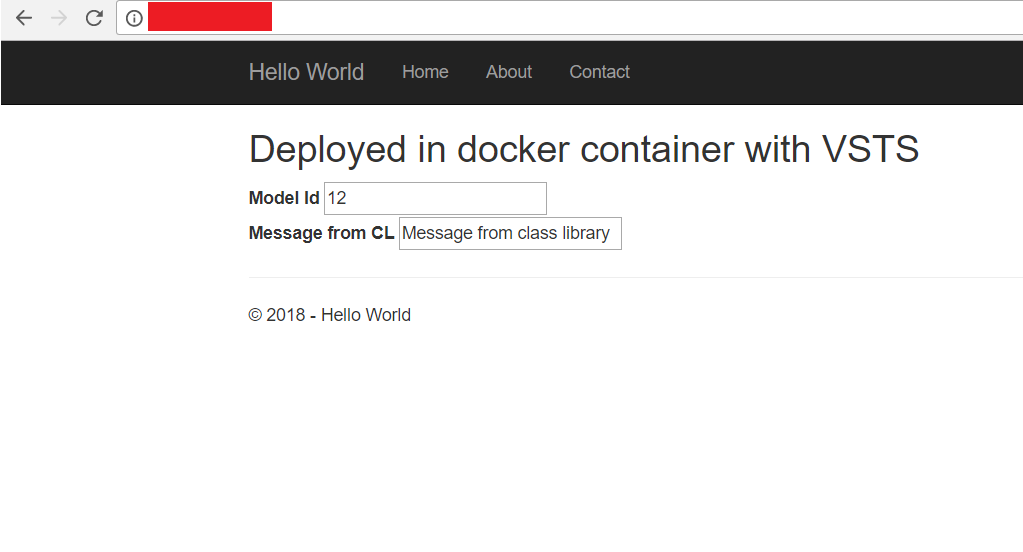 Hello World Home About Contact
Deployed in docker container with VSTS
Model Id 12
Message from CL Message from class library
© 2018 - Hello World